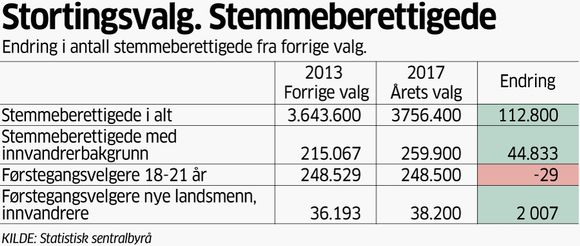 Stortingsvalg. Stemmeberettigede
Endring i antall stemmeberettigede fra forrige valg.
2013 2017
Forrige valg Årets valg Endring
Stemmeberettigede i alt 3.643.600 3756.400 112.800
Stemmeberettigede med
innvandrerbakgrunn 215.067 259.900 44.833
Førstegangsvelgere 18-21 år 248.529 248.500 -29
Førstegangsvelgere nye landsmenn,
innvandrere 36.193 38.200 2 007
KILDE: Statistisk sentralbyrå